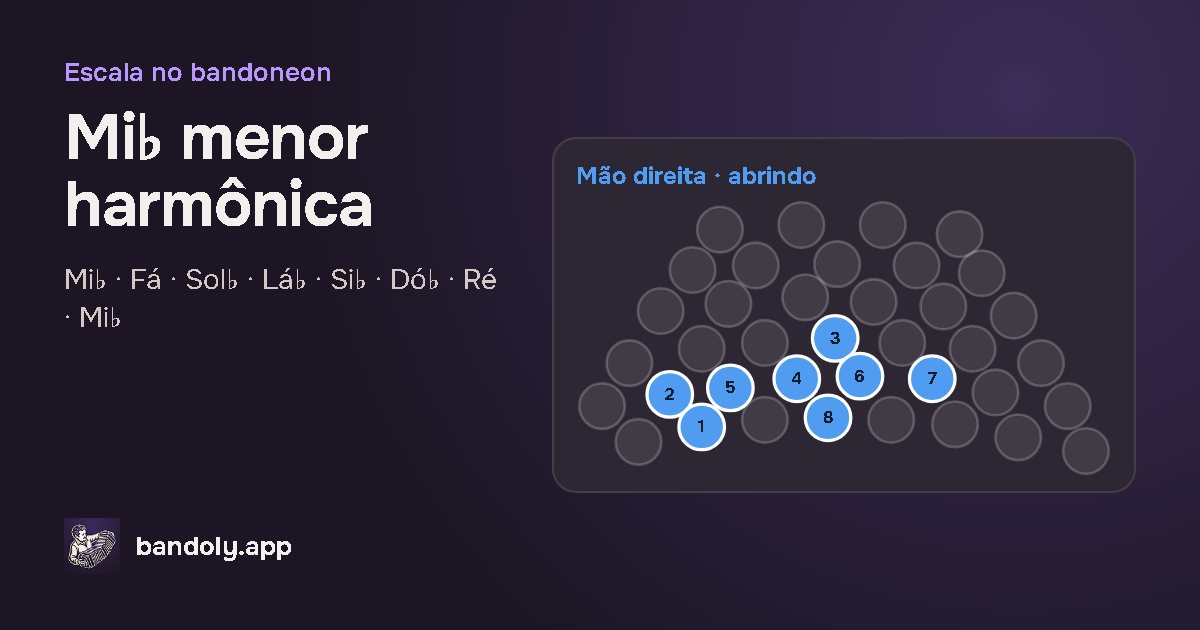 Escala no bandoneon
Mi♭ menor
harmônica
Mi♭ · Fá · Sol♭ · Lá♭ · Si♭ · Dó♭ · Ré
· Mi♭
Mão direita · abrindo
3
2
5
4
6
7
1
8
bandoly.app